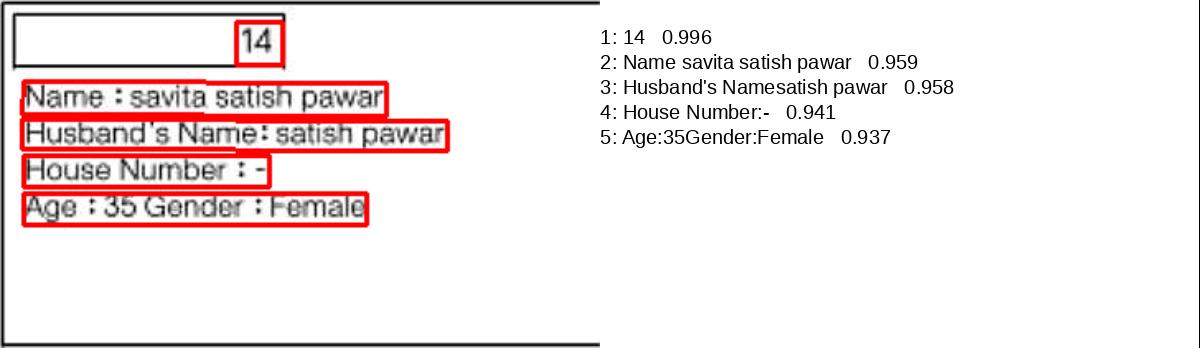 14
Name : savita satish pawar
Husband's Name: satish pawar
House Number : -
Age : 35 Gender : Female
1: 14 0.996
2: Name savita satish pawar 0.959
3: Husband's Namesatish pawar 0.958
4: House Number:- 0.941
5: Age:35Gender:Female 0.937